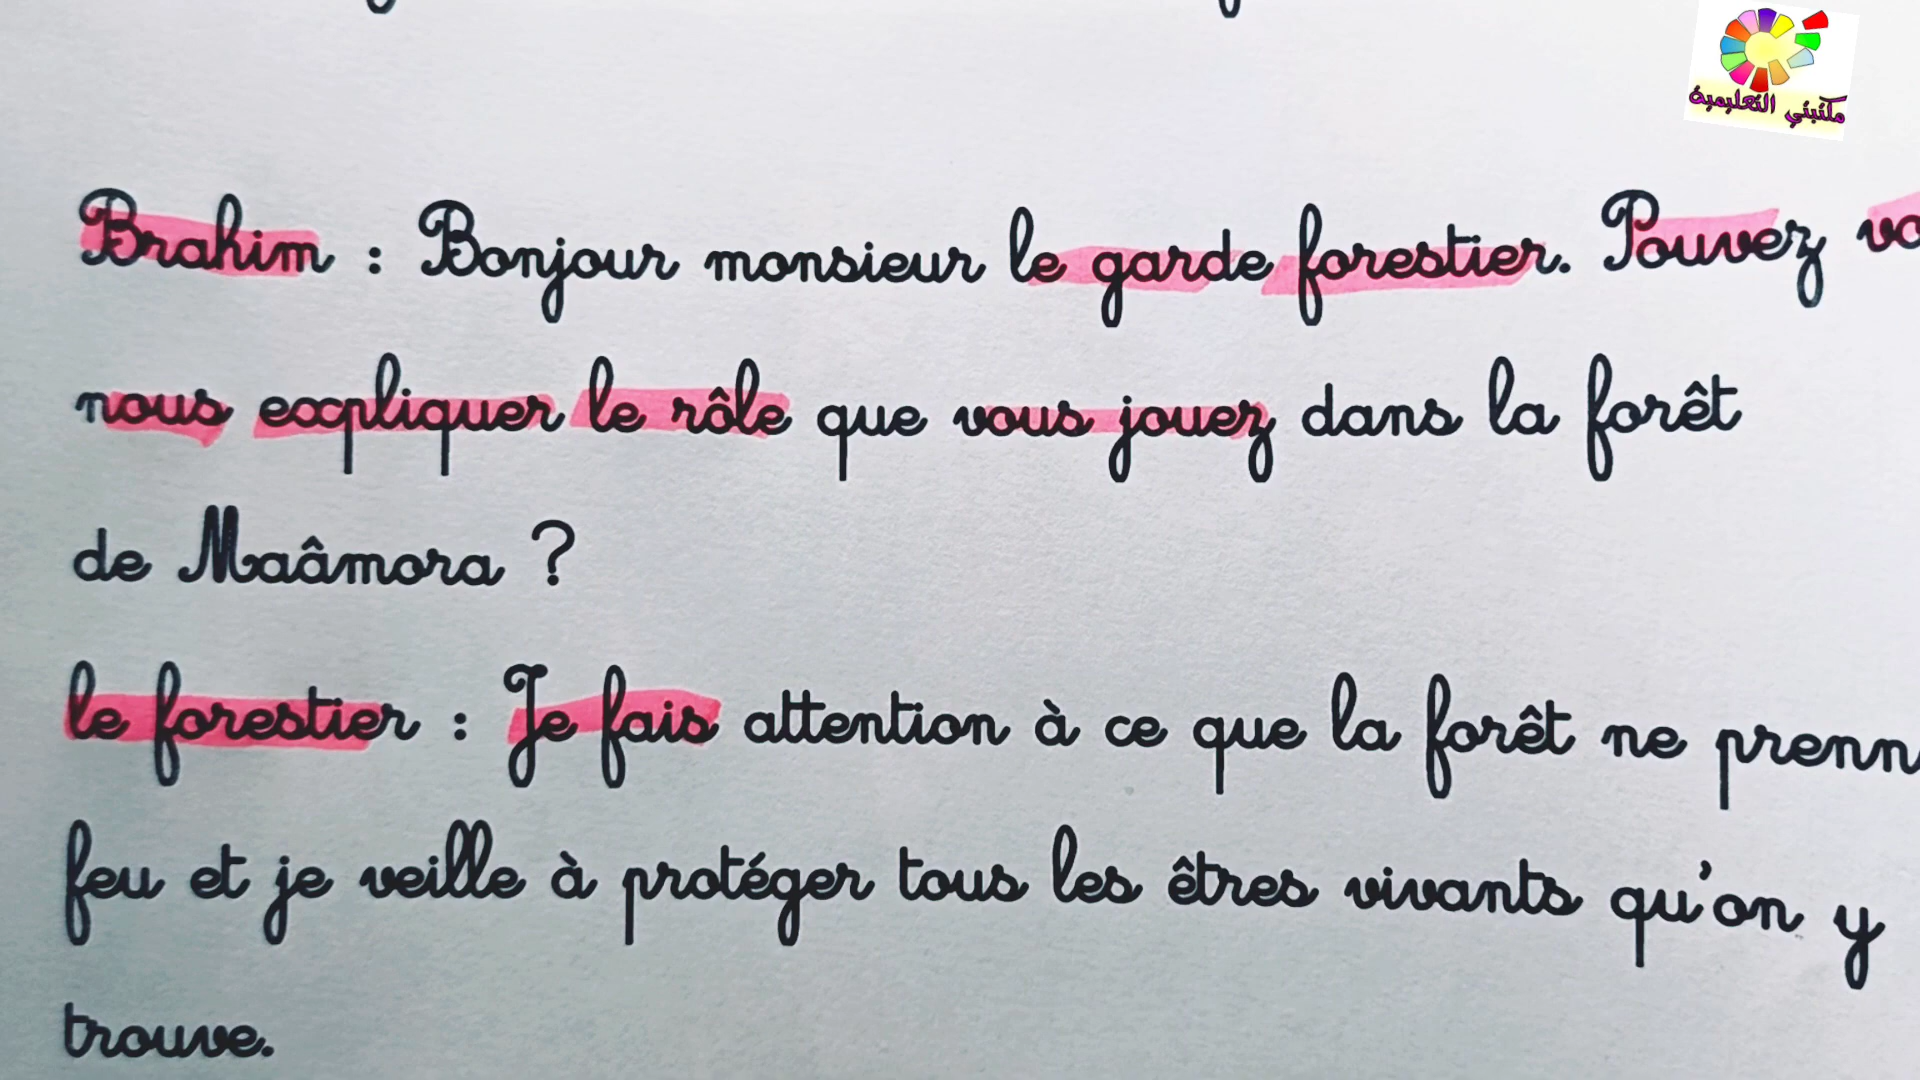 مكتبتي التعليمية
Brahim : Bonjour monsieur le garde forestier. Pouvez
nous expliquer le rôle que vous jouez dans la forêt
de Maâmora ?
le forestier : Je fais attention à ce que la forêt ne
feu et je veille à protéger tous les êtres vivants qu'on y
trouve.